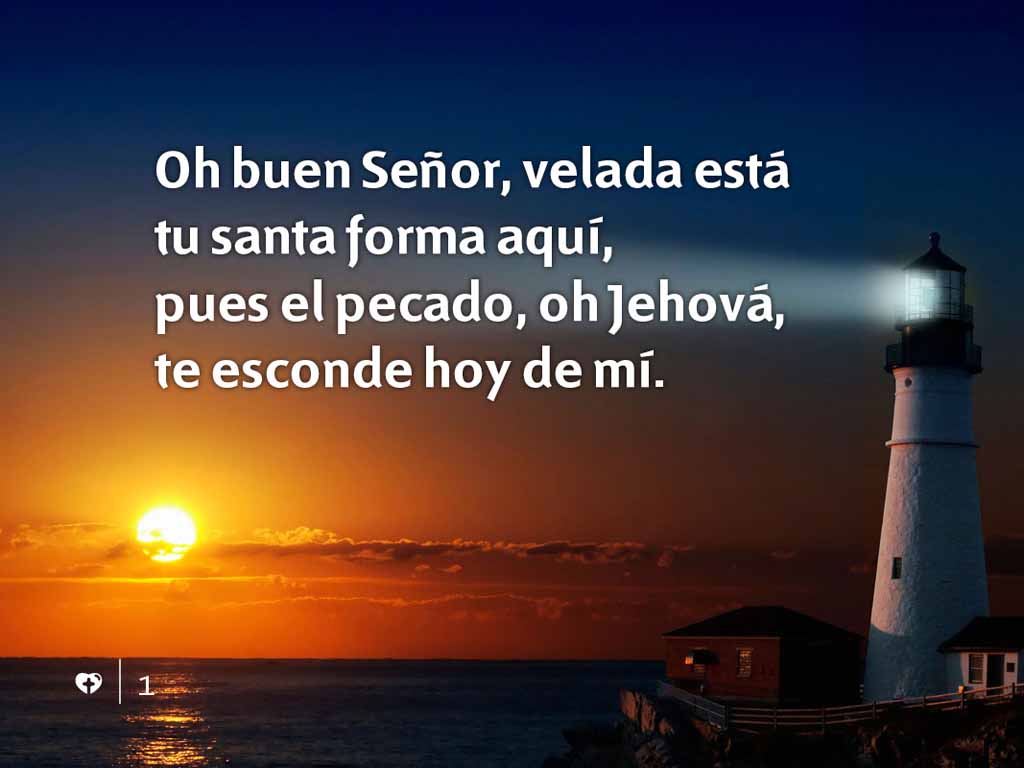 Oh buen Señor, velada está
tu santa forma aquí,
pues el pecado, oh Jehová,
te esconde hoy de mí.
1